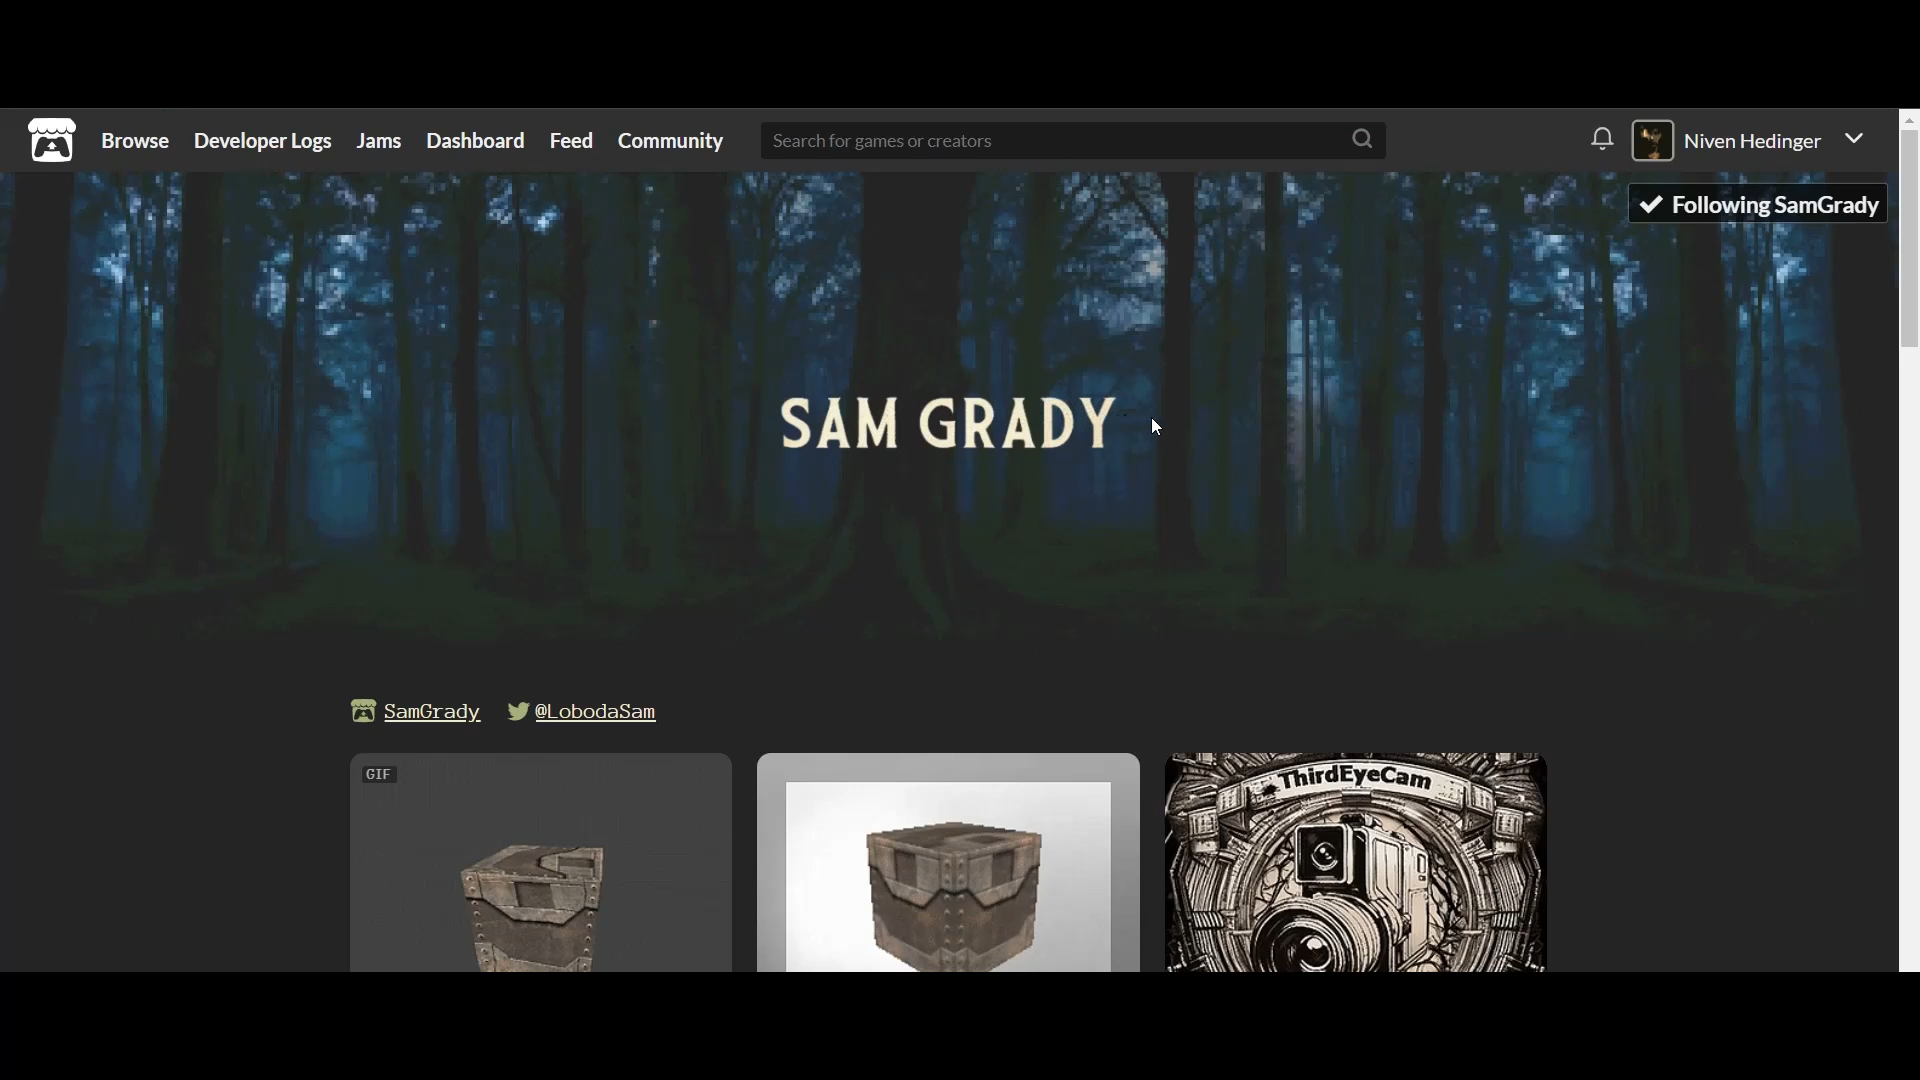 Browse Developer Logs Jams Dashboard Feed Community Search for games or creators Niven Hedinger
Following SamGrady
SAM GRADY
SamGrady @LobodaSam
GIF
ThirdEyeCam